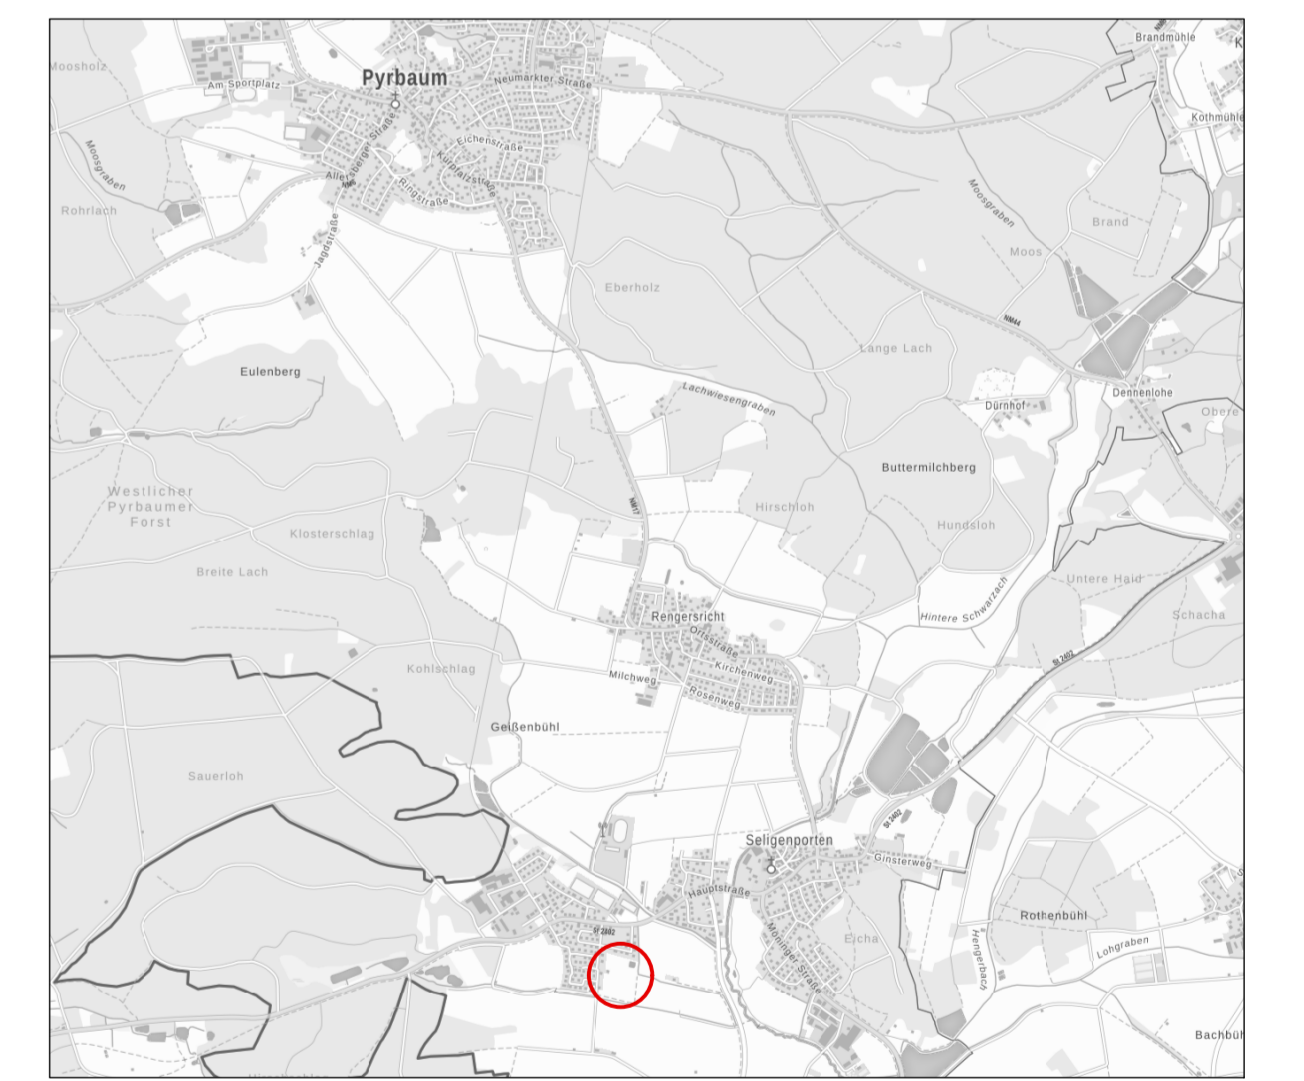 Brandmühle
K
Moosholz
Pyrbaum
Neumarkter Straße
Am Sportplatz
Kothmühle
Eichenstraße
Allersberger Straße
Moosgraben
Kurpfalzstraße
Ringstraße
Moosgraben
Rohrlach
Brand
Jagdstraße
Moos
Eberholz
NM44
Lange Lach
Eulenberg
Lachwiesengraben
Dennenlohe
Dürnhof
Obere
Buttermilchberg
Westlicher
Pyrbaumer
Forst
NM17
Hirschloh
Hundsloh
Klosterschlag
Breite Lach
Untere Haid
Hintere Schwarzach
Rengersricht
Schacha
Ortsstraße
St 2402
Kohlschlag
Kirchenweg
Milchweg
Rosenweg
Geißenbühl
Sauerloh
St 2402
Seligenporten
Ginsterweg
Hauptstraße
Rothenbühl
St 2402
Eicha
Möninger Straße
Hengerbach
Lohgraben
Bachbüh